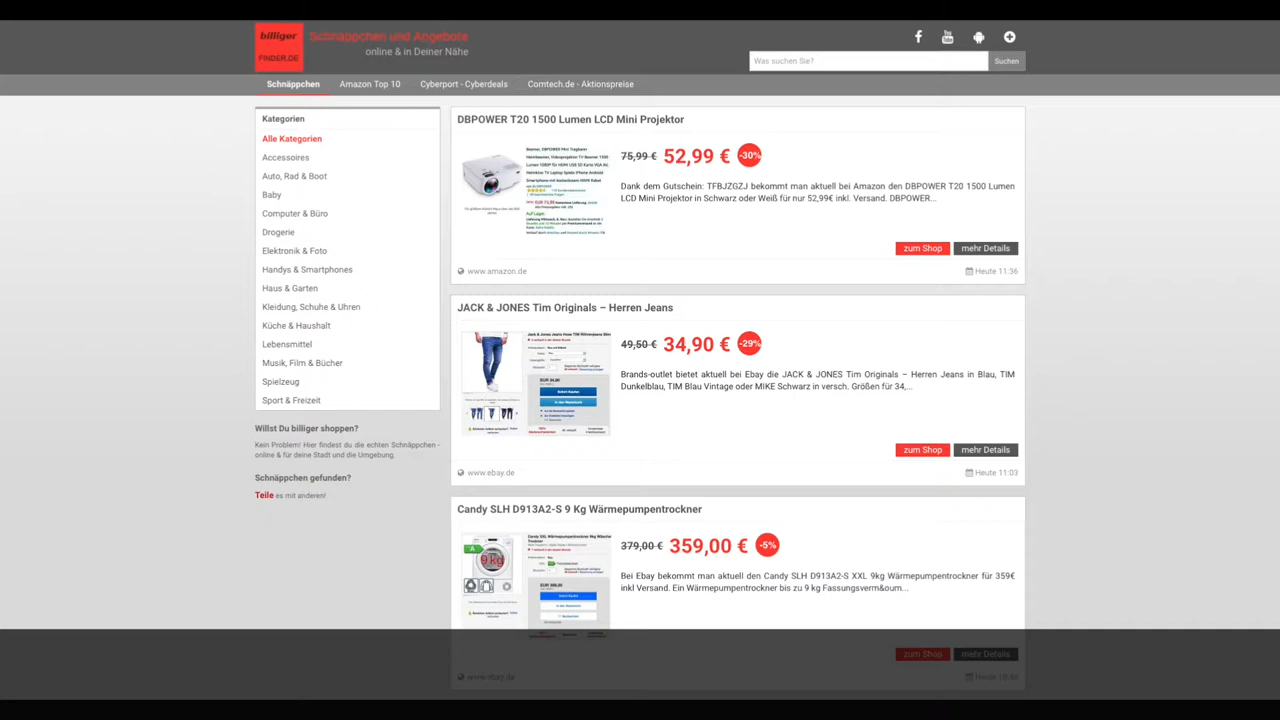 billiger
FINDER.DE
Schnäppchen und Angebote
online & in Deiner Nähe
Was suchen Sie?
Suchen
Schnäppchen
Amazon Top 10
Cyberport - Cyberdeals
Comtech.de - Aktionspreise
Kategorien
Alle Kategorien
Accessoires
Auto, Rad & Boot
Baby
Computer & Büro
Drogerie
Elektronik & Foto
Handys & Smartphones
Haus & Garten
Kleidung, Schuhe & Uhren
Küche & Haushalt
Lebensmittel
Musik, Film & Bücher
Spielzeug
Sport & Freizeit
Willst Du billiger shoppen?
Kein Problem! Hier findest du die echten Schnäppchen -
online & für deine Stadt und die Umgebung.
Schnäppchen gefunden?
Teile es mit anderen!
DBPOWER T20 1500 Lumen LCD Mini Projektor
75,99 € 52,99 € -30%
Dank dem Gutschein: TFBJZGZJ bekommt man aktuell bei Amazon den DBPOWER T20 1500 Lumen
LCD Mini Projektor in Schwarz oder Weiß für nur 52,99€ inkl. Versand. DBPOWER...
zum Shop
mehr Details
www.amazon.de
Heute 11:36
JACK & JONES Tim Originals – Herren Jeans
49,50 € 34,90 € -29%
Brands-outlet bietet aktuell bei Ebay die JACK & JONES Tim Originals – Herren Jeans in Blau, TIM
Dunkelblau, TIM Blau Vintage oder MIKE Schwarz in versch. Größen für 34,...
zum Shop
mehr Details
www.ebay.de
Heute 11:03
Candy SLH D913A2-S 9 Kg Wärmepumpentrockner
A
9 kg
379,00 € 359,00 € -5%
Bei Ebay bekommt man aktuell den Candy SLH D913A2-S XXL 9kg Wärmepumpentrockner für 359€
inkl Versand. Ein Wärmepumpentrockner bis zu 9 kg Fassungsverm&oum...
zum Shop
mehr Details
www.ebay.de
Heute